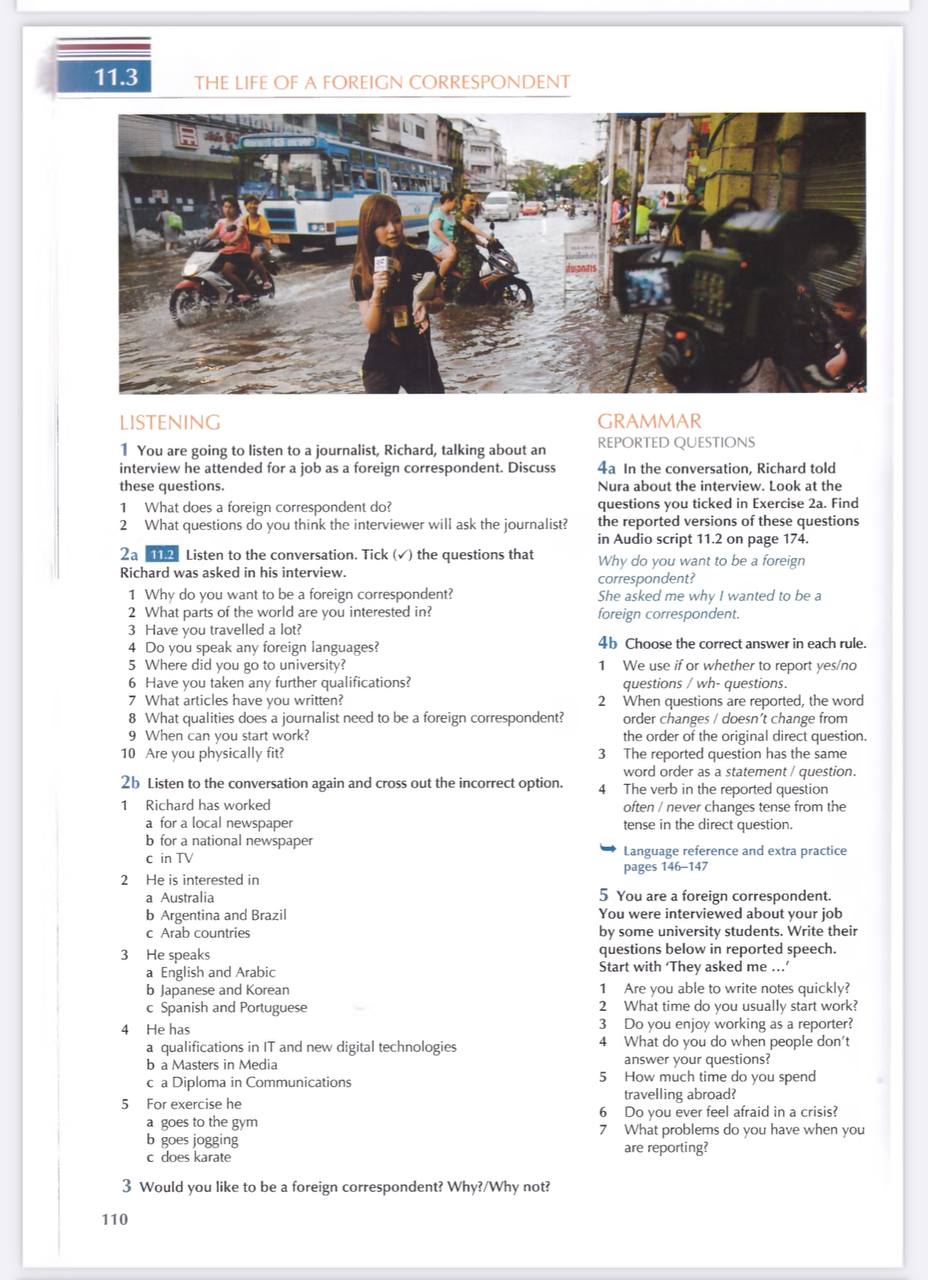 11.3
THE LIFE OF A FOREIGN CORRESPONDENT
LISTENING
1 You are going to listen to a journalist, Richard, talking about an
interview he attended for a job as a foreign correspondent. Discuss
these questions.
1 What does a foreign correspondent do?
2 What questions do you think the interviewer will ask the journalist?
2a 11.2 Listen to the conversation. Tick (✓) the questions that
Richard was asked in his interview.
1 Why do you want to be a foreign correspondent?
2 What parts of the world are you interested in?
3 Have you travelled a lot?
4 Do you speak any foreign languages?
5 Where did you go to university?
6 Have you taken any further qualifications?
7 What articles have you written?
8 What qualities does a journalist need to be a foreign correspondent?
9 When can you start work?
10 Are you physically fit?
2b Listen to the conversation again and cross out the incorrect option.
1 Richard has worked
a for a local newspaper
b for a national newspaper
c in TV
2 He is interested in
a Australia
b Argentina and Brazil
c Arab countries
3 He speaks
a English and Arabic
b Japanese and Korean
c Spanish and Portuguese
4 He has
a qualifications in IT and new digital technologies
b a Masters in Media
c a Diploma in Communications
5 For exercise he
a goes to the gym
b goes jogging
c does karate
3 Would you like to be a foreign correspondent? Why?/Why not?
GRAMMAR
REPORTED QUESTIONS
4a In the conversation, Richard told
Nura about the interview. Look at the
questions you ticked in Exercise 2a. Find
the reported versions of these questions
in Audio script 11.2 on page 174.
Why do you want to be a foreign
correspondent?
She asked me why I wanted to be a
foreign correspondent.
4b Choose the correct answer in each rule.
1 We use if or whether to report yes/no
questions / wh- questions.
2 When questions are reported, the word
order changes / doesn't change from
the order of the original direct question.
3 The reported question has the same
word order as a statement / question.
4 The verb in the reported question
often / never changes tense from the
tense in the direct question.
Language reference and extra practice
pages 146–147
5 You are a foreign correspondent.
You were interviewed about your job
by some university students. Write their
questions below in reported speech.
Start with 'They asked me ...'
1 Are you able to write notes quickly?
2 What time do you usually start work?
3 Do you enjoy working as a reporter?
4 What do you do when people don't
answer your questions?
5 How much time do you spend
travelling abroad?
6 Do you ever feel afraid in a crisis?
7 What problems do you have when you
are reporting?
110